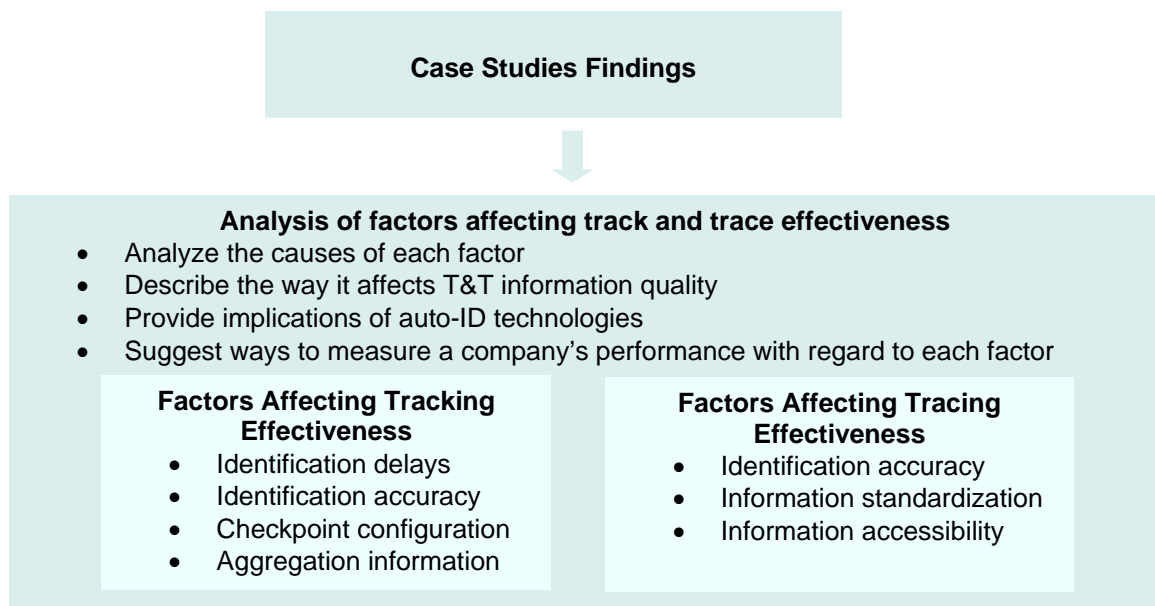 Case Studies Findings
Analysis of factors affecting track and trace effectiveness
• Analyze the causes of each factor
• Describe the way it affects T&T information quality
• Provide implications of auto-ID technologies
• Suggest ways to measure a company’s performance with regard to each factor
Factors Affecting Tracking
Effectiveness
• Identification delays
• Identification accuracy
• Checkpoint configuration
• Aggregation information
Factors Affecting Tracing
Effectiveness
• Identification accuracy
• Information standardization
• Information accessibility